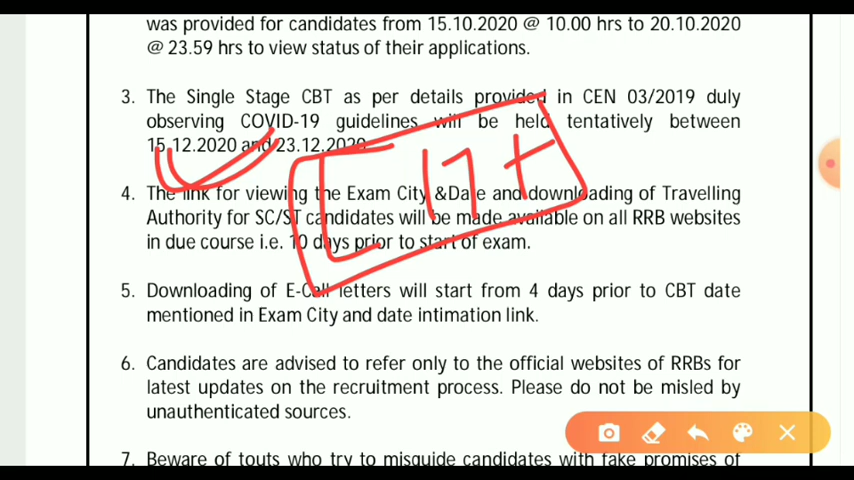 was provided for candidates from 15.10.2020 @ 10.00 hrs to 20.10.2020
@ 23.59 hrs to view status of their applications.
3. The Single Stage CBT as per details provided in CEN 03/2019 duly
observing COVID-19 guidelines will be held tentatively between
15.12.2020 and 23.12.2020
4. The link for viewing the Exam City &Date and downloading of Travelling
Authority for SC/ST candidates will be made available on all RRB websites
in due course i.e. 10 days prior to start of exam.
5. Downloading of E-Call letters will start from 4 days prior to CBT date
mentioned in Exam City and date intimation link.
6. Candidates are advised to refer only to the official websites of RRBs for
latest updates on the recruitment process. Please do not be misled by
unauthenticated sources.
7. Beware of touts who try to misguide candidates with fake promises of